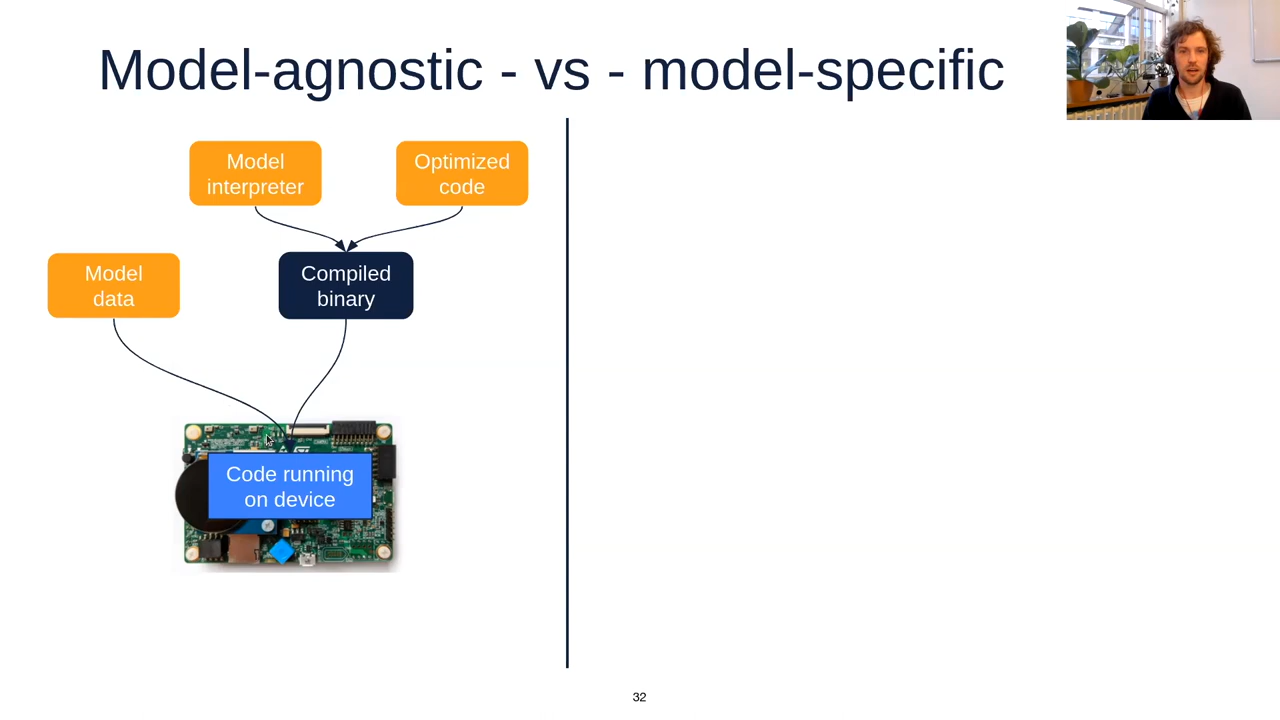 Model-agnostic - vs - model-specific
Model
interpreter
Optimized
code
Model
data
Compiled
binary
Code running
on device
32